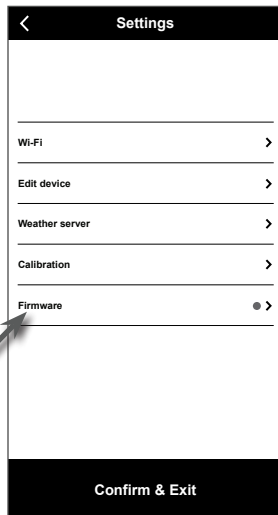 Settings
Wi-Fi
Edit device
Weather server
Calibration
Firmware
Confirm & Exit